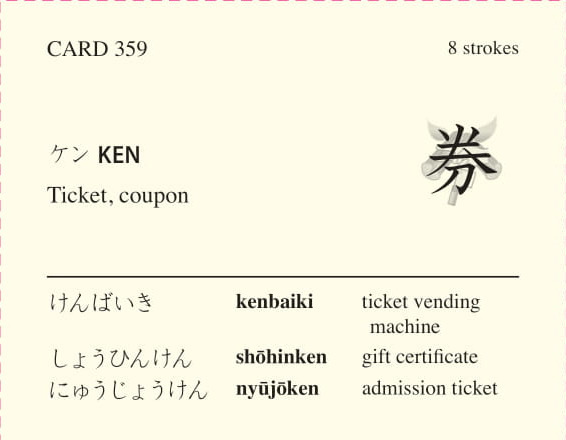 CARD 359 8 strokes
ケン KEN
Ticket, coupon
券
けんばいき kenbaiki ticket vending
machine
しょうひんけん shōhinken gift certificate
にゅうじょうけん nyūjōken admission ticket